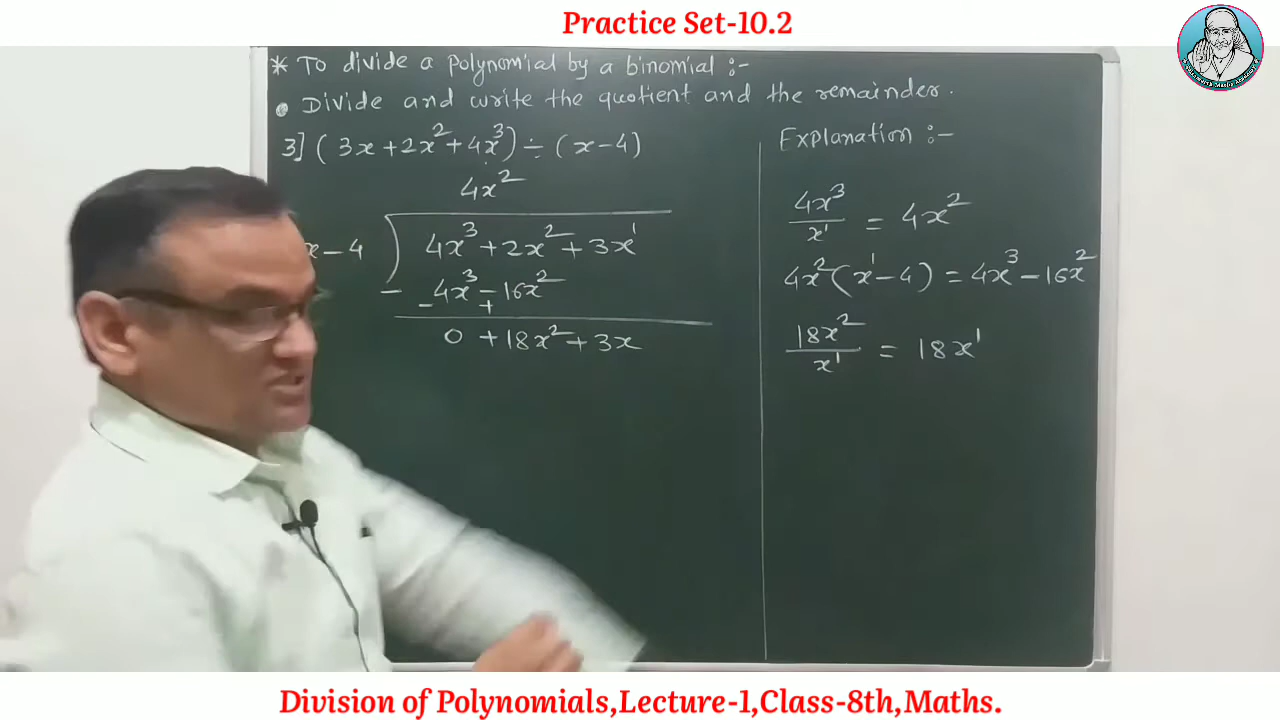 Practice Set-10.2
* To divide a polynomial by a binomial :-
• Divide and write the quotient and the remainder.
3] (3x + 2x² + 4x³) ÷ (x - 4)
4x²
x - 4 ) 4x³ + 2x² + 3x¹
- 4x³ - 16x²
- +
0 + 18x² + 3x
Explanation :-
4x³/x¹ = 4x²
4x² (x¹ - 4) = 4x³ - 16x²
18x²/x¹ = 18x¹
Division of Polynomials,Lecture-1,Class-8th,Maths.